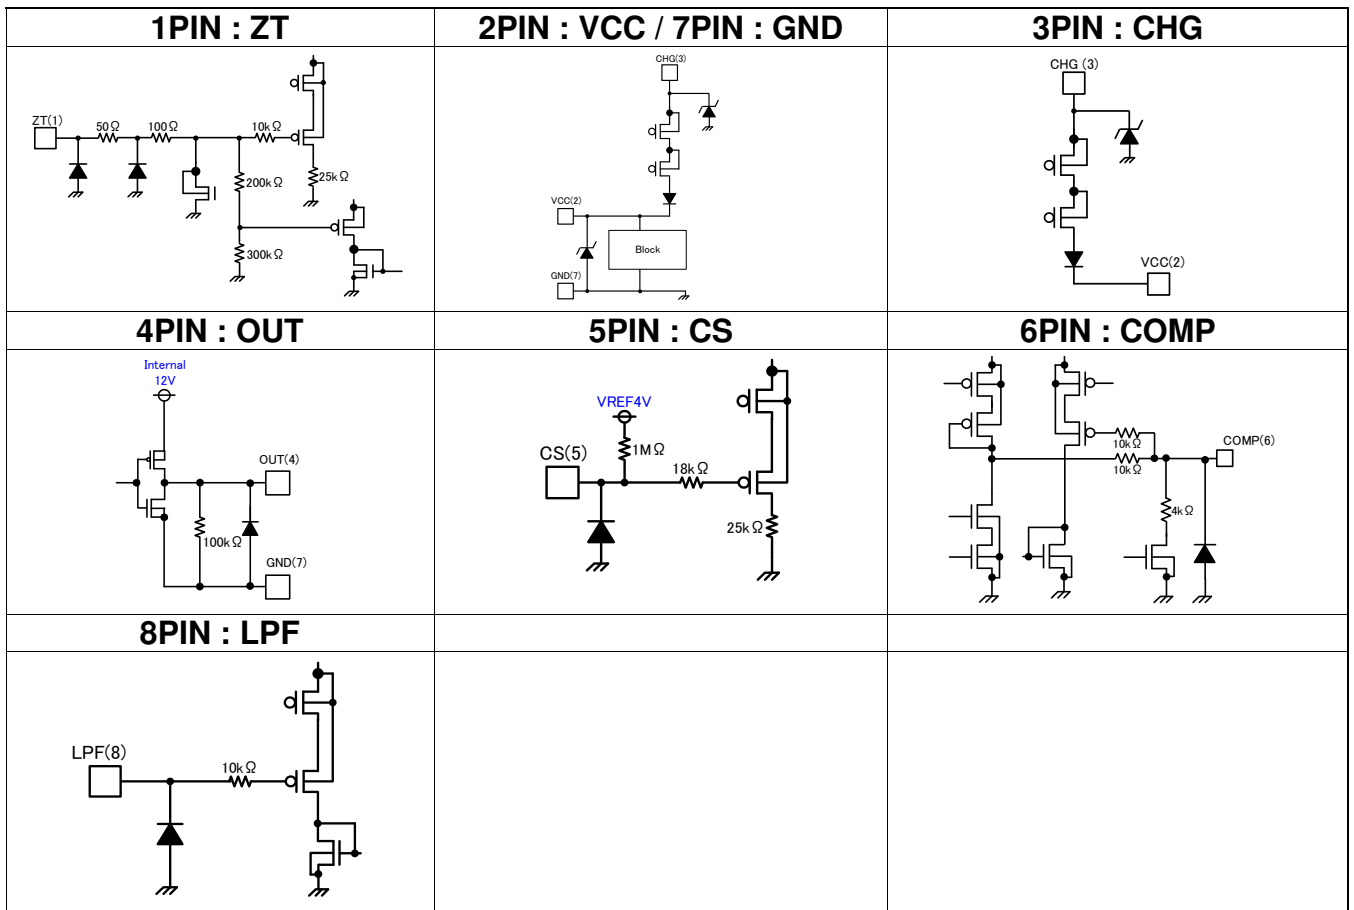 1PIN : ZT
ZT(1)
50Ω
100Ω
10kΩ
25kΩ
200kΩ
300kΩ
2PIN : VCC / 7PIN : GND
CHG(3)
VCC(2)
Block
GND(7)
3PIN : CHG
CHG (3)
VCC(2)
4PIN : OUT
Internal
12V
OUT(4)
100kΩ
GND(7)
5PIN : CS
VREF4V
CS(5)
1MΩ
18kΩ
25kΩ
6PIN : COMP
10kΩ
COMP(6)
10kΩ
4kΩ
8PIN : LPF
LPF(8)
10kΩ